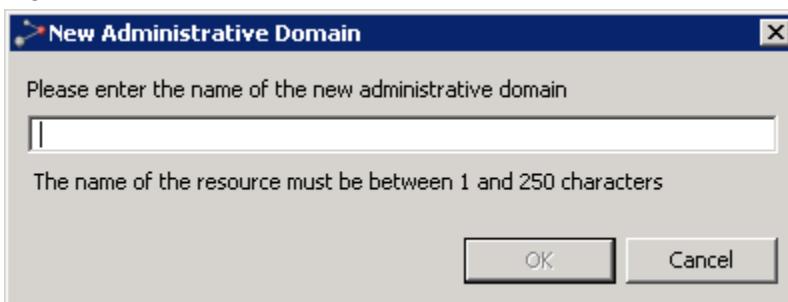 New Administrative Domain
Please enter the name of the new administrative domain
The name of the resource must be between 1 and 250 characters
OK Cancel